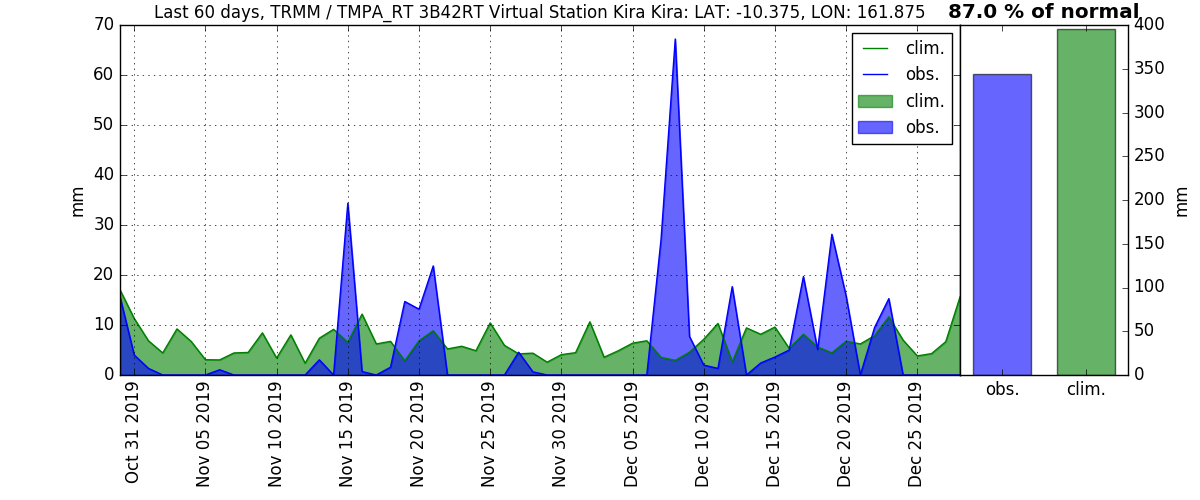 Last 60 days, TRMM / TMPA_RT 3B42RT Virtual Station Kira Kira: LAT: -10.375, LON: 161.875
87.0 % of normal
70
60
50
40
30
20
10
0
mm
clim.
obs.
clim.
obs.
Oct 31 2019
Nov 05 2019
Nov 10 2019
Nov 15 2019
Nov 20 2019
Nov 25 2019
Nov 30 2019
Dec 05 2019
Dec 10 2019
Dec 15 2019
Dec 20 2019
Dec 25 2019
400
350
300
250
200
150
100
50
0
mm
obs.
clim.